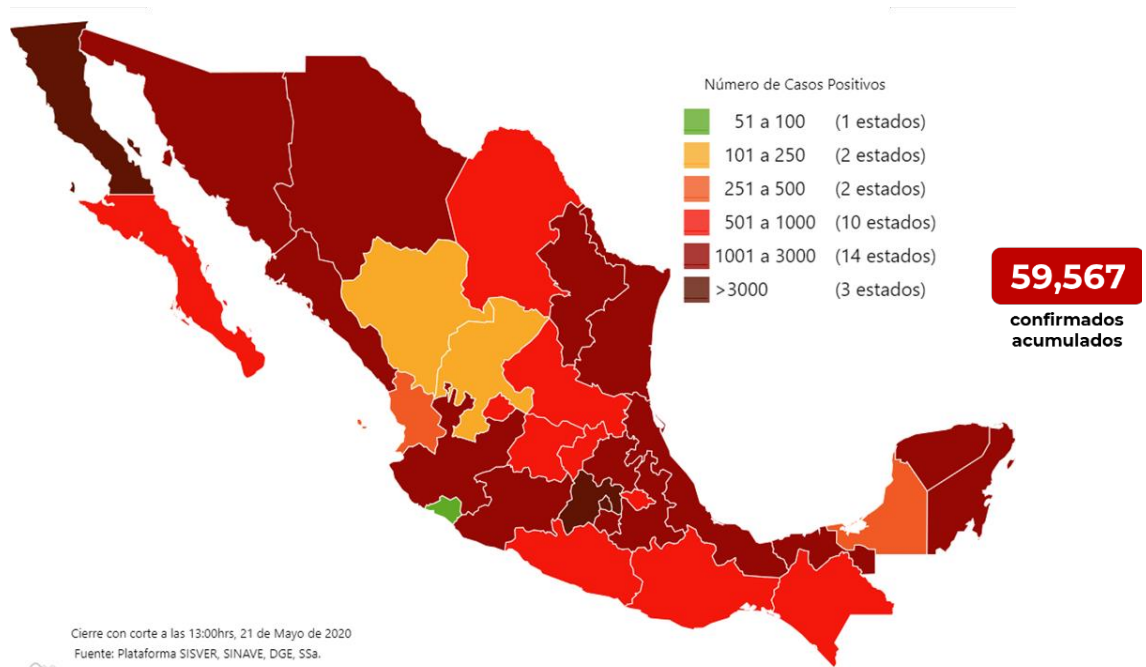 Número de Casos Positivos
51 a 100 (1 estados)
101 a 250 (2 estados)
251 a 500 (2 estados)
501 a 1000 (10 estados)
1001 a 3000 (14 estados)
>3000 (3 estados)
59,567
confirmados
acumulados
Cierre con corte a las 13:00hrs, 21 de Mayo de 2020
Fuente: Plataforma SISVER, SINAVE, DGE, SSa.